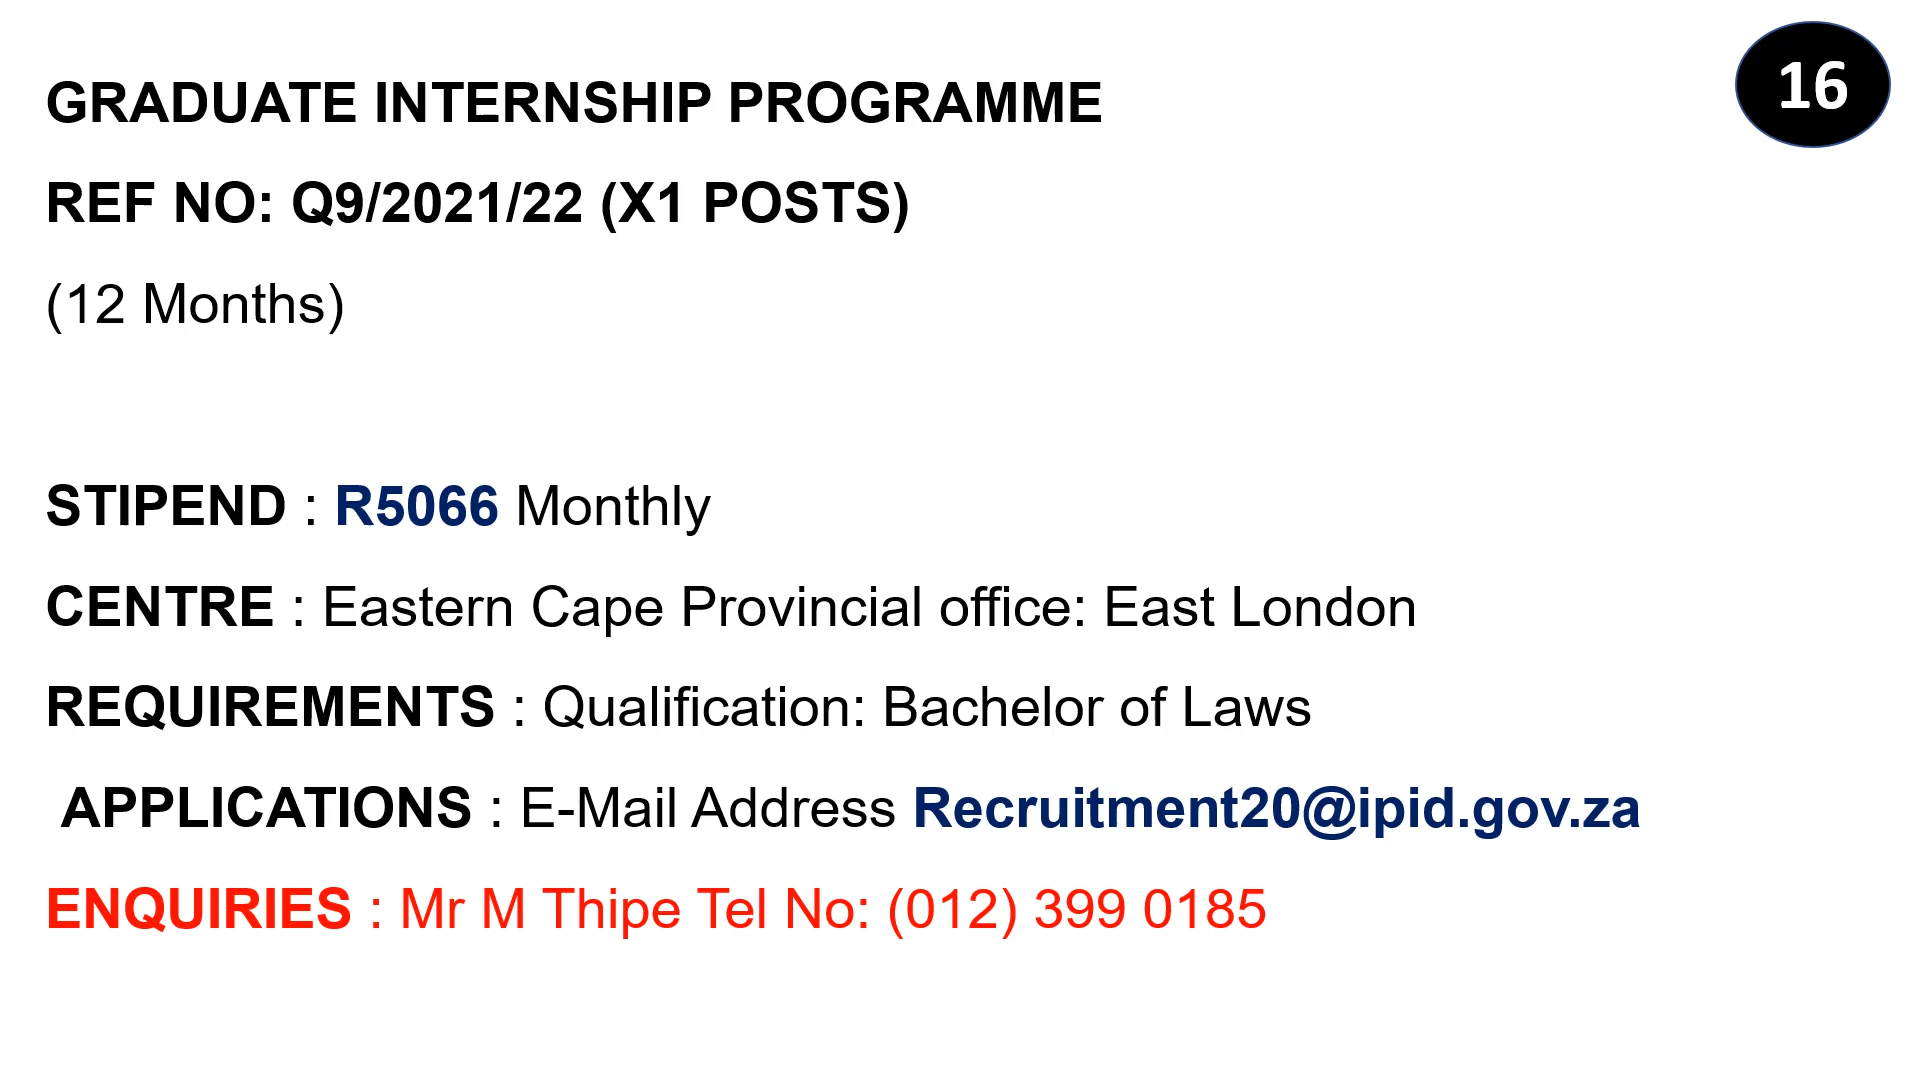 16
GRADUATE INTERNSHIP PROGRAMME
REF NO: Q9/2021/22 (X1 POSTS)
(12 Months)
STIPEND : R5066 Monthly
CENTRE : Eastern Cape Provincial office: East London
REQUIREMENTS : Qualification: Bachelor of Laws
APPLICATIONS : E-Mail Address Recruitment20@ipid.gov.za
ENQUIRIES : Mr M Thipe Tel No: (012) 399 0185